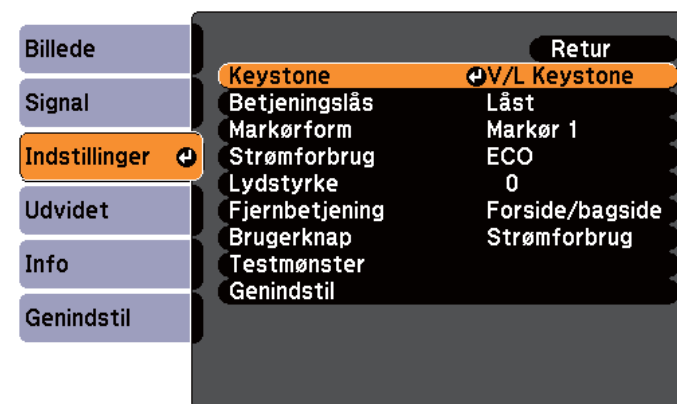 Billede
Signal
Indstillinger
Udvidet
Info
Genindstil
Retur
Keystone V/L Keystone
Betjeningslås Låst
Markørform Markør 1
Strømforbrug ECO
Lydstyrke 0
Fjernbetjening Forside/bagside
Brugerknap Strømforbrug
Testmønster
Genindstil